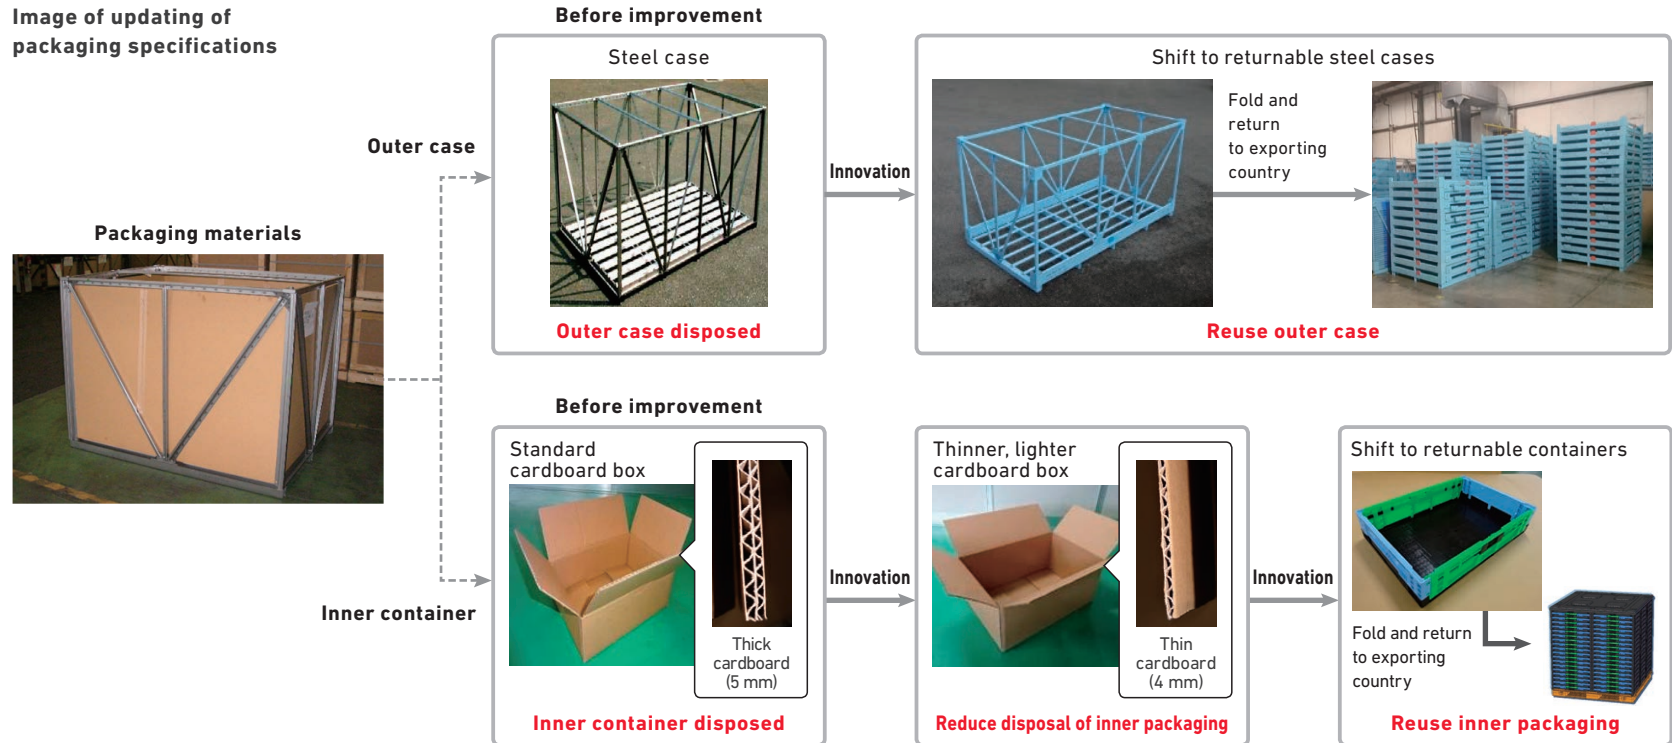 Image of updating of
packaging specifications
Packaging materials
Outer case
Inner container
Before improvement
Steel case
Outer case disposed
Innovation
Shift to returnable steel cases
Fold and
return
to exporting
country
Reuse outer case
Before improvement
Standard
cardboard box
Thick
cardboard
(5 mm)
Inner container disposed
Innovation
Thinner, lighter
cardboard box
Thin
cardboard
(4 mm)
Reduce disposal of inner packaging
Innovation
Shift to returnable containers
Fold and return
to exporting
country
Reuse inner packaging